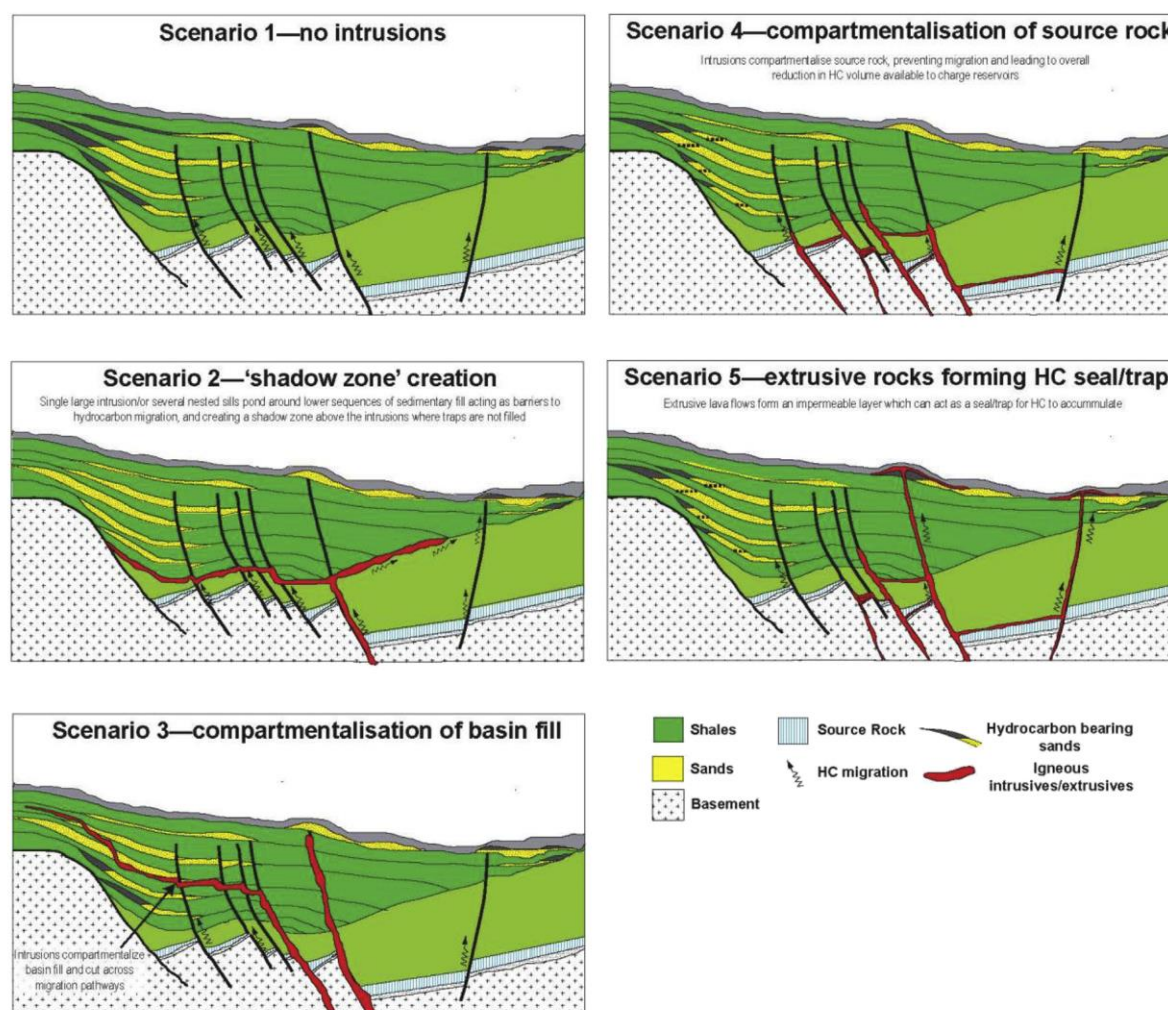 Scenario 1—no intrusions
Scenario 4—compartmentalisation of source rock
Intrusions compartmentalise source rock, preventing migration and leading to overall
reduction in HC volume available to charge reservoirs
Scenario 2—‘shadow zone’ creation
Single large intrusion/or several nested sills pond around lower sequences of sedimentary fill acting as barriers to
hydrocarbon migration, and creating a shadow zone above the intrusions where traps are not filled
Scenario 5—extrusive rocks forming HC seal/trap
Extrusive lava flows form an impermeable layer which can act as a seal/trap for HC to accumulate
Scenario 3—compartmentalisation of basin fill
Intrusions compartmentalize
basin fill and cut across
migration pathways
Shales
Source Rock
Hydrocarbon bearing
sands
Sands
HC migration
Igneous
intrusives/extrusives
Basement